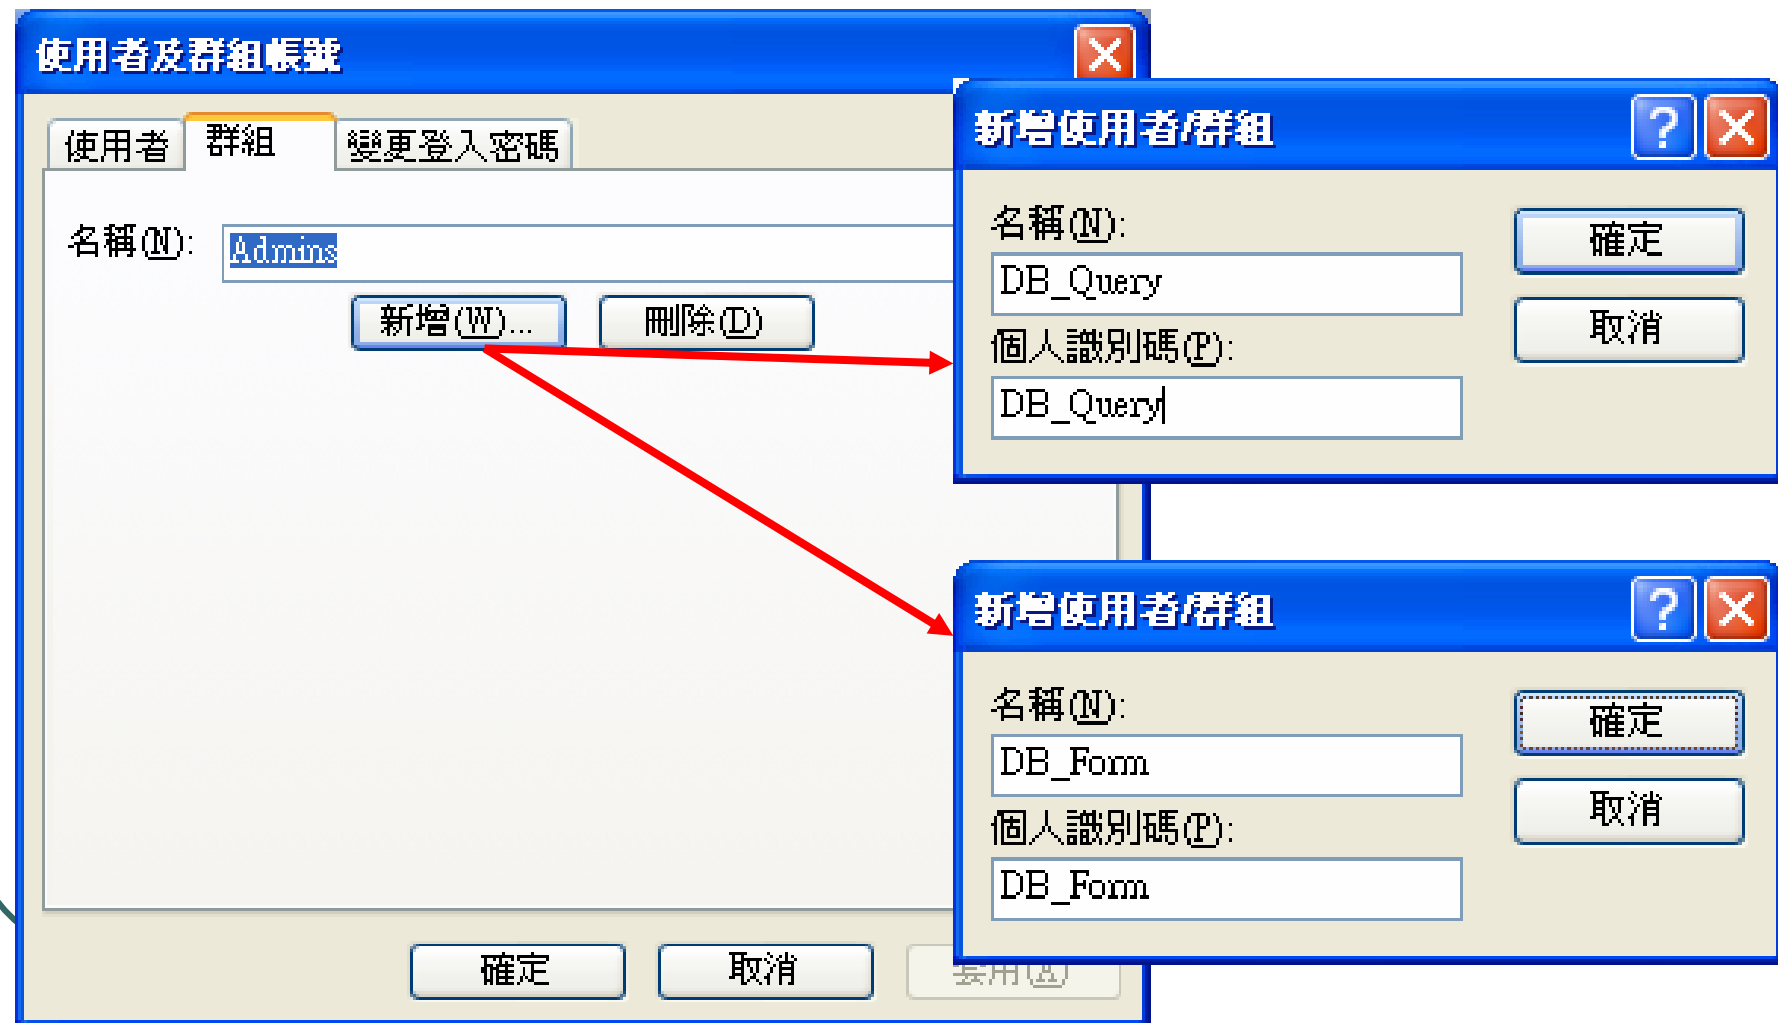 使用者及群組帳號
使用者 群組 變更登入密碼
名稱(N):
Admins
新增(W)... 刪除(D)
確定 取消 套用(A)
新增使用者/群組
名稱(N):
DB_Query
個人識別碼(P):
DB_Query
確定
取消
新增使用者/群組
名稱(N):
DB_Form
個人識別碼(P):
DB_Form
確定
取消